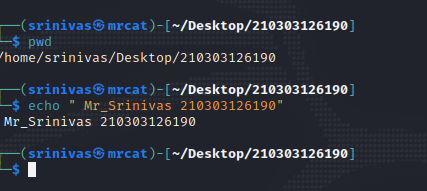 ┌──(srinivas㉿mrcat)-[~/Desktop/210303126190]
└─$ pwd
/home/srinivas/Desktop/210303126190
┌──(srinivas㉿mrcat)-[~/Desktop/210303126190]
└─$ echo " Mr_Srinivas 210303126190"
 Mr_Srinivas 210303126190
┌──(srinivas㉿mrcat)-[~/Desktop/210303126190]
└─$